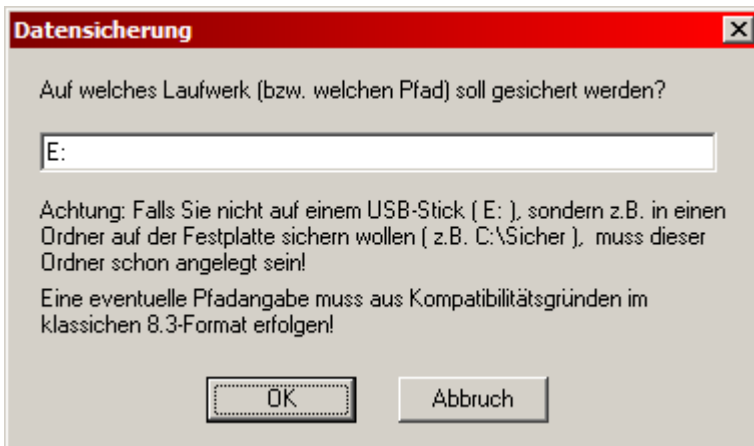 Datensicherung
Auf welches Laufwerk (bzw. welchen Pfad) soll gesichert werden?
E:
Achtung: Falls Sie nicht auf einem USB-Stick ( E: ), sondern z.B. in einen
Ordner auf der Festplatte sichern wollen ( z.B. C:\Sicher ),  muss dieser
Ordner schon angelegt sein!
Eine eventuelle Pfadangabe muss aus Kompatibilitätsgründen im
klassichen 8.3-Format erfolgen!
OK
Abbruch